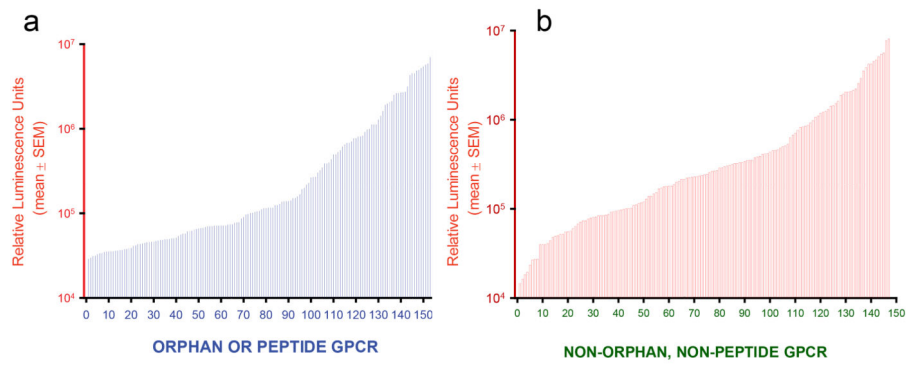 a
Relative Luminescence Units
(mean ± SEM)
10⁷
10⁶
10⁵
10⁴
0 10 20 30 40 50 60 70 80 90 100 110 120 130 140 150
ORPHAN OR PEPTIDE GPCR
b
Relative Luminescence Units
(mean ± SEM)
10⁷
10⁶
10⁵
10⁴
0 10 20 30 40 50 60 70 80 90 100 110 120 130 140 150
NON-ORPHAN, NON-PEPTIDE GPCR